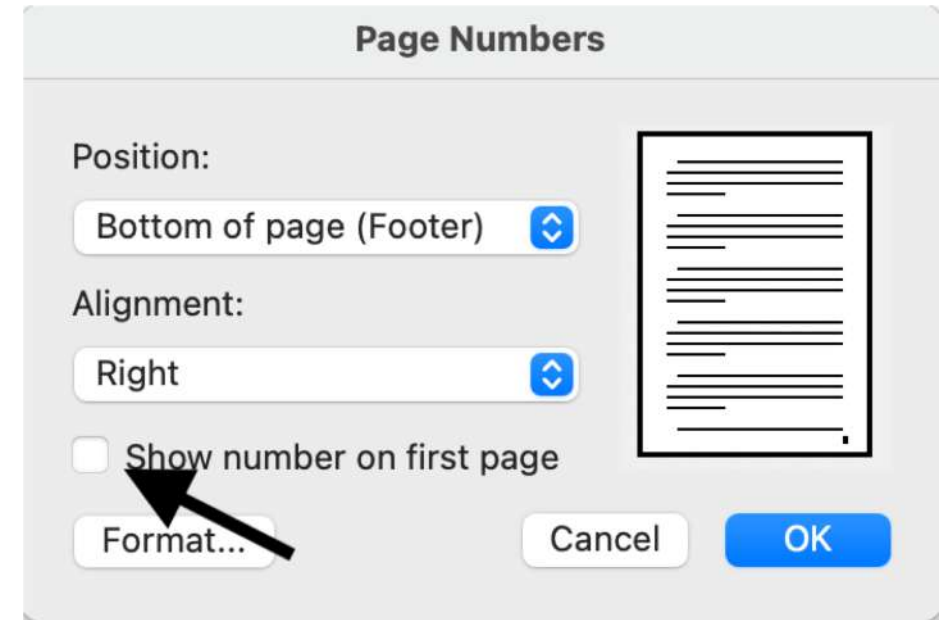 Page Numbers
Position:
Bottom of page (Footer)
Alignment:
Right
Show number on first page
Format...
Cancel
OK